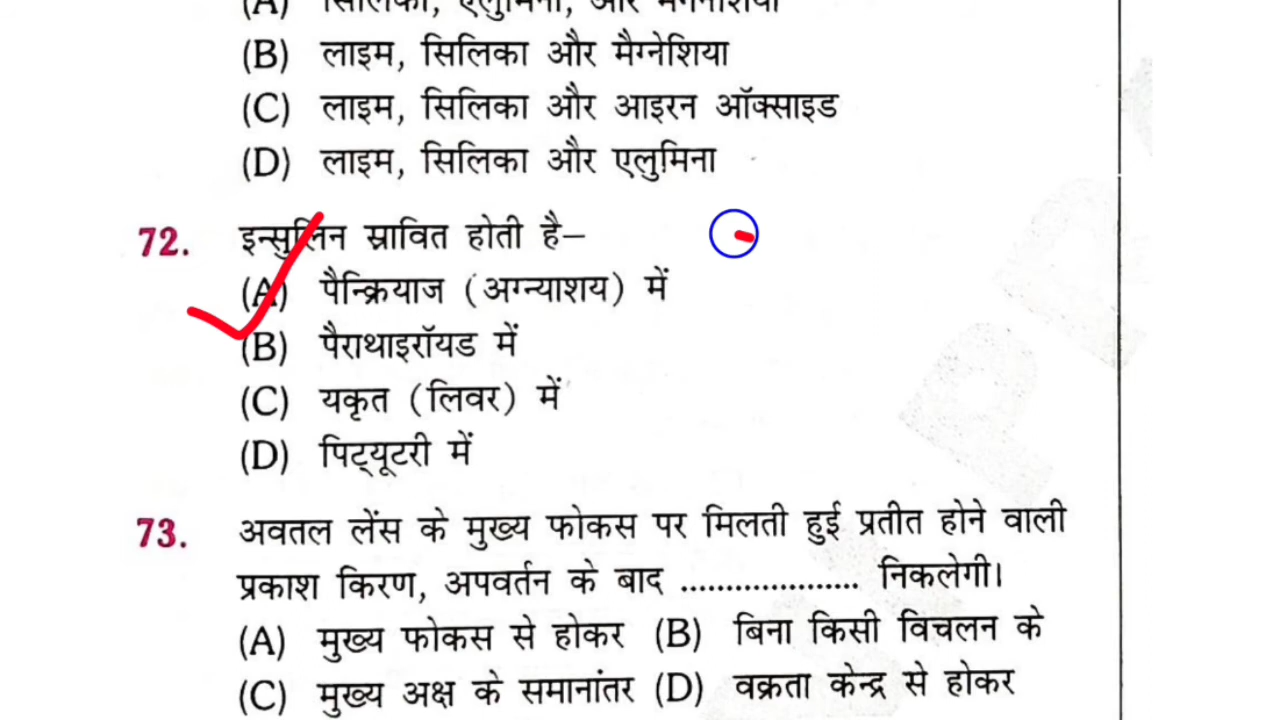 (A) सिलिका, एलुमिना, और मैग्नेशिया
(B) लाइम, सिलिका और मैग्नेशिया
(C) लाइम, सिलिका और आइरन ऑक्साइड
(D) लाइम, सिलिका और एलुमिना
72. इन्सुलिन स्रावित होती है–
(A) पैन्क्रियाज (अग्न्याशय) में
(B) पैराथाइरॉयड में
(C) यकृत (लिवर) में
(D) पिट्यूटरी में
73. अवतल लेंस के मुख्य फोकस पर मिलती हुई प्रतीत होने वाली
प्रकाश किरण, अपवर्तन के बाद .................... निकलेगी।
(A) मुख्य फोकस से होकर (B) बिना किसी विचलन के
(C) मुख्य अक्ष के समानांतर (D) वक्रता केन्द्र से होकर